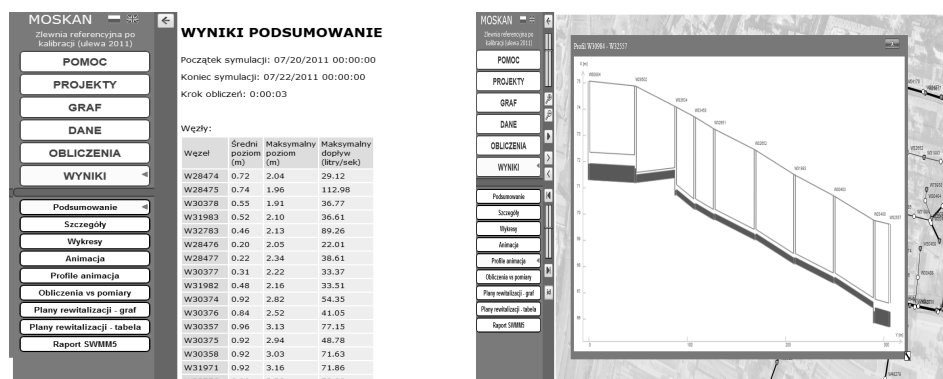 MOSKAN
Zlewnia referencyjna po
kalibracji (ulewa 2011)
POMOC
PROJEKTY
GRAF
DANE
OBLICZENIA
WYNIKI
Podsumowanie
Szczegóły
Wykresy
Animacja
Profile animacja
Obliczenia vs pomiary
Plany rewitalizacji - graf
Plany rewitalizacji - tabela
Raport SWMM5
WYNIKI PODSUMOWANIE
Początek symulacji: 07/20/2011 00:00:00
Koniec symulacji: 07/22/2011 00:00:00
Krok obliczeń: 0:00:03
Węzły:
Węzeł Średni poziom (m) Maksymalny poziom (m) Maksymalny dopływ (litry/sek)
W28474 0.72 2.04 29.12
W28475 0.74 1.96 112.98
W30378 0.55 1.91 36.77
W31983 0.52 2.10 36.61
W32783 0.46 2.13 89.26
W28476 0.20 2.05 22.01
W28477 0.22 2.34 38.61
W30377 0.31 2.22 33.37
W31982 0.48 2.16 33.51
W30374 0.92 2.82 54.35
W30376 0.84 2.52 41.05
W30357 0.96 3.13 77.15
W30375 0.92 2.94 48.78
W30358 0.92 3.03 71.63
W31971 0.92 3.16 71.86
MOSKAN
Zlewnia referencyjna po
kalibracji (ulewa 2011)
POMOC
PROJEKTY
GRAF
DANE
OBLICZENIA
WYNIKI
Podsumowanie
Szczegóły
Wykresy
Animacja
Profile animacja
Obliczenia vs pomiary
Plany rewitalizacji - graf
Plany rewitalizacji - tabela
Raport SWMM5
Profil W30984 - W32557